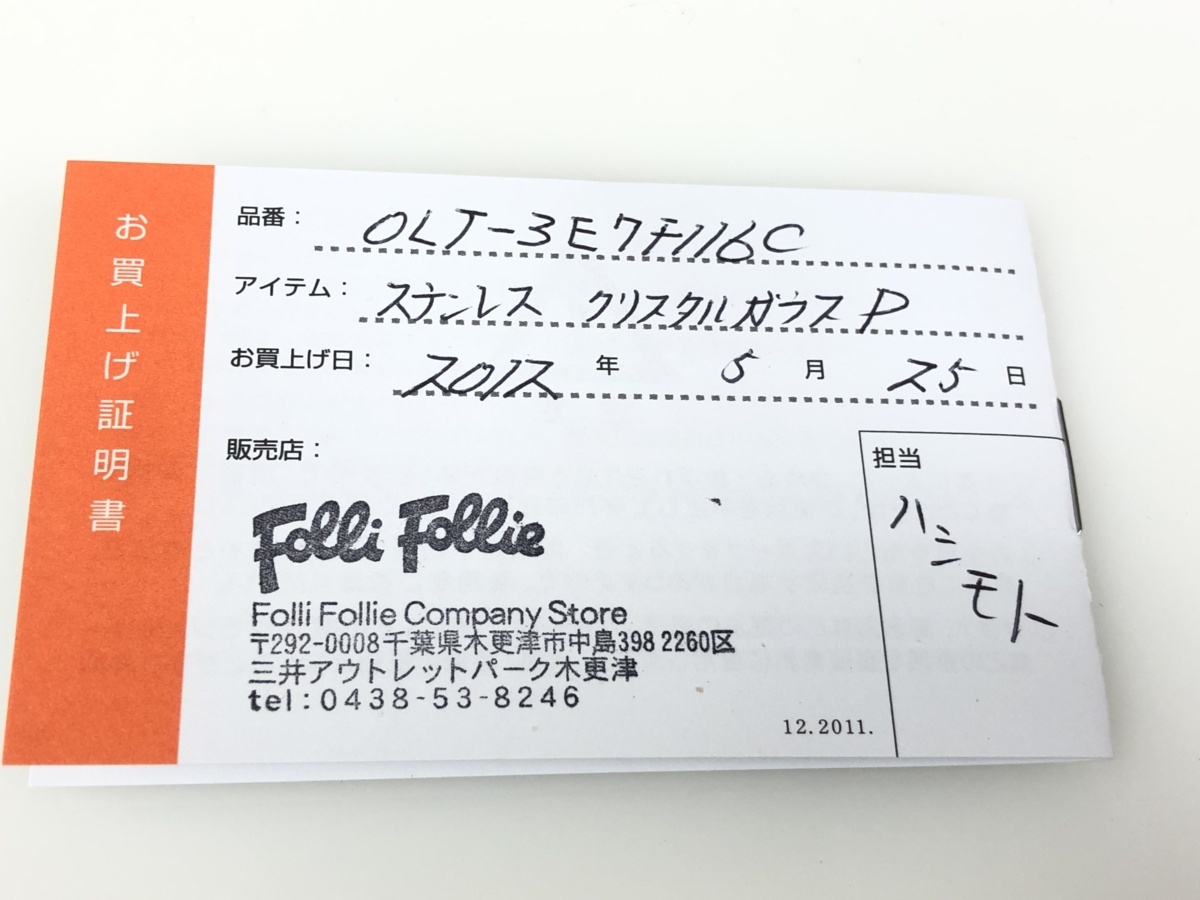 お買上げ証明書
品番： OLT-3E7F116C
アイテム： ステンレス クリスタルガラス P
お買上げ日： 2012 年 5 月 25 日
販売店：
Folli Follie
Folli Follie Company Store
〒292-0008千葉県木更津市中島398 2260区
三井アウトレットパーク木更津
tel:0438-53-8246
12.2011.
担当
ハシモト